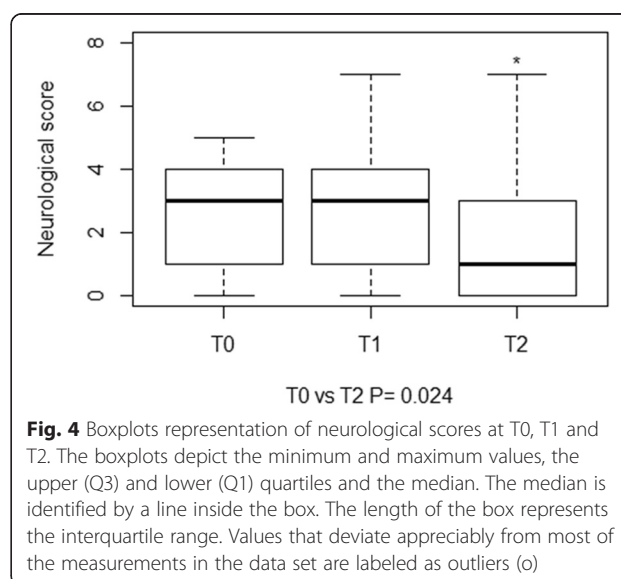 8
*
6
4
2
0
Neurological score
T0 T1 T2
T0 vs T2 P= 0.024
Fig. 4 Boxplots representation of neurological scores at T0, T1 and
T2. The boxplots depict the minimum and maximum values, the
upper (Q3) and lower (Q1) quartiles and the median. The median is
identified by a line inside the box. The length of the box represents
the interquartile range. Values that deviate appreciably from most of
the measurements in the data set are labeled as outliers (o)